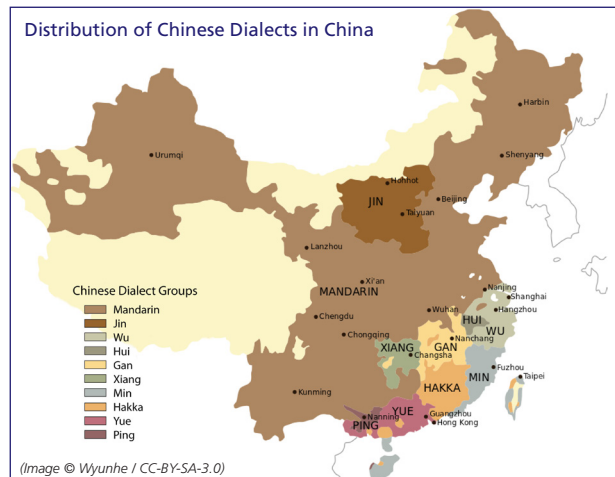 Distribution of Chinese Dialects in China
Harbin
Urumqi
Shenyang
Hohhot
JIN
Beijing
Taiyuan
Lanzhou
Xi'an
MANDARIN
Nanjing
Shanghai
Chinese Dialect Groups
Mandarin
Jin
Wu
Hui
Gan
Xiang
Min
Hakka
Yue
Ping
Chengdu
Wuhan
Hangzhou
HUI
WU
Chongqing
XIANG
GAN
Nanchang
Changsha
MIN
Fuzhou
Taipei
Kunming
HAKKA
YUE
Guangzhou
Nanning
Hong Kong
PING
(Image © Wyunhe / CC-BY-SA-3.0)